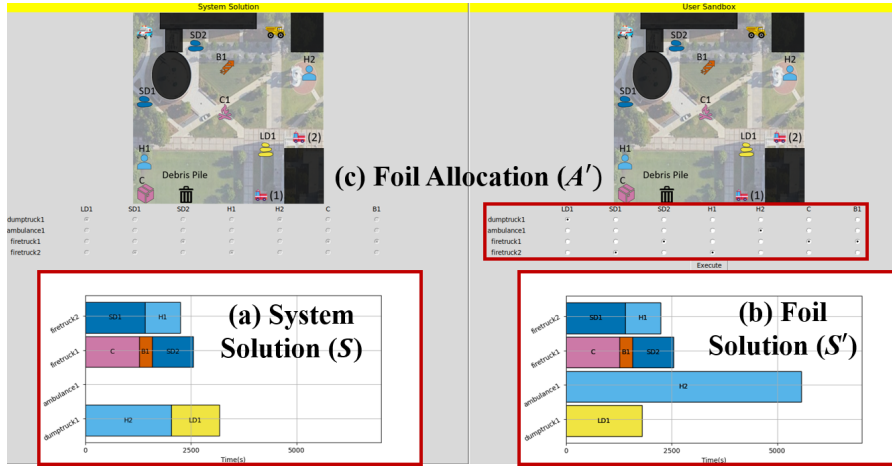 System Solution
User Sandbox
SD2
B1
H2
SD1
C1
LD1
(2)
H1
C
Debris Pile
(1)
SD2
B1
H2
SD1
C1
LD1
(2)
H1
C
Debris Pile
(1)
(c) Foil Allocation (A′)
LD1 SD1 SD2 H1 H2 C B1
dumptruck1
ambulance1
firetruck1
firetruck2
LD1 SD1 SD2 H1 H2 C B1
dumptruck1
ambulance1
firetruck1
firetruck2
Execute
(a) System
Solution (S)
firetruck2 SD1 H1
firetruck1 C B1 SD2
ambulance1
dumptruck1 H2 LD1
0 2500 5000
Time(s)
(b) Foil
Solution (S′)
firetruck2 SD1 H1
firetruck1 C B1 SD2
ambulance1 H2
dumptruck1 LD1
0 2500 5000
Time(s)